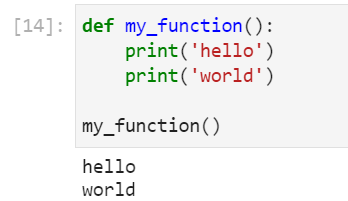 [14]: def my_function():
    print('hello')
    print('world')

my_function()
hello
world